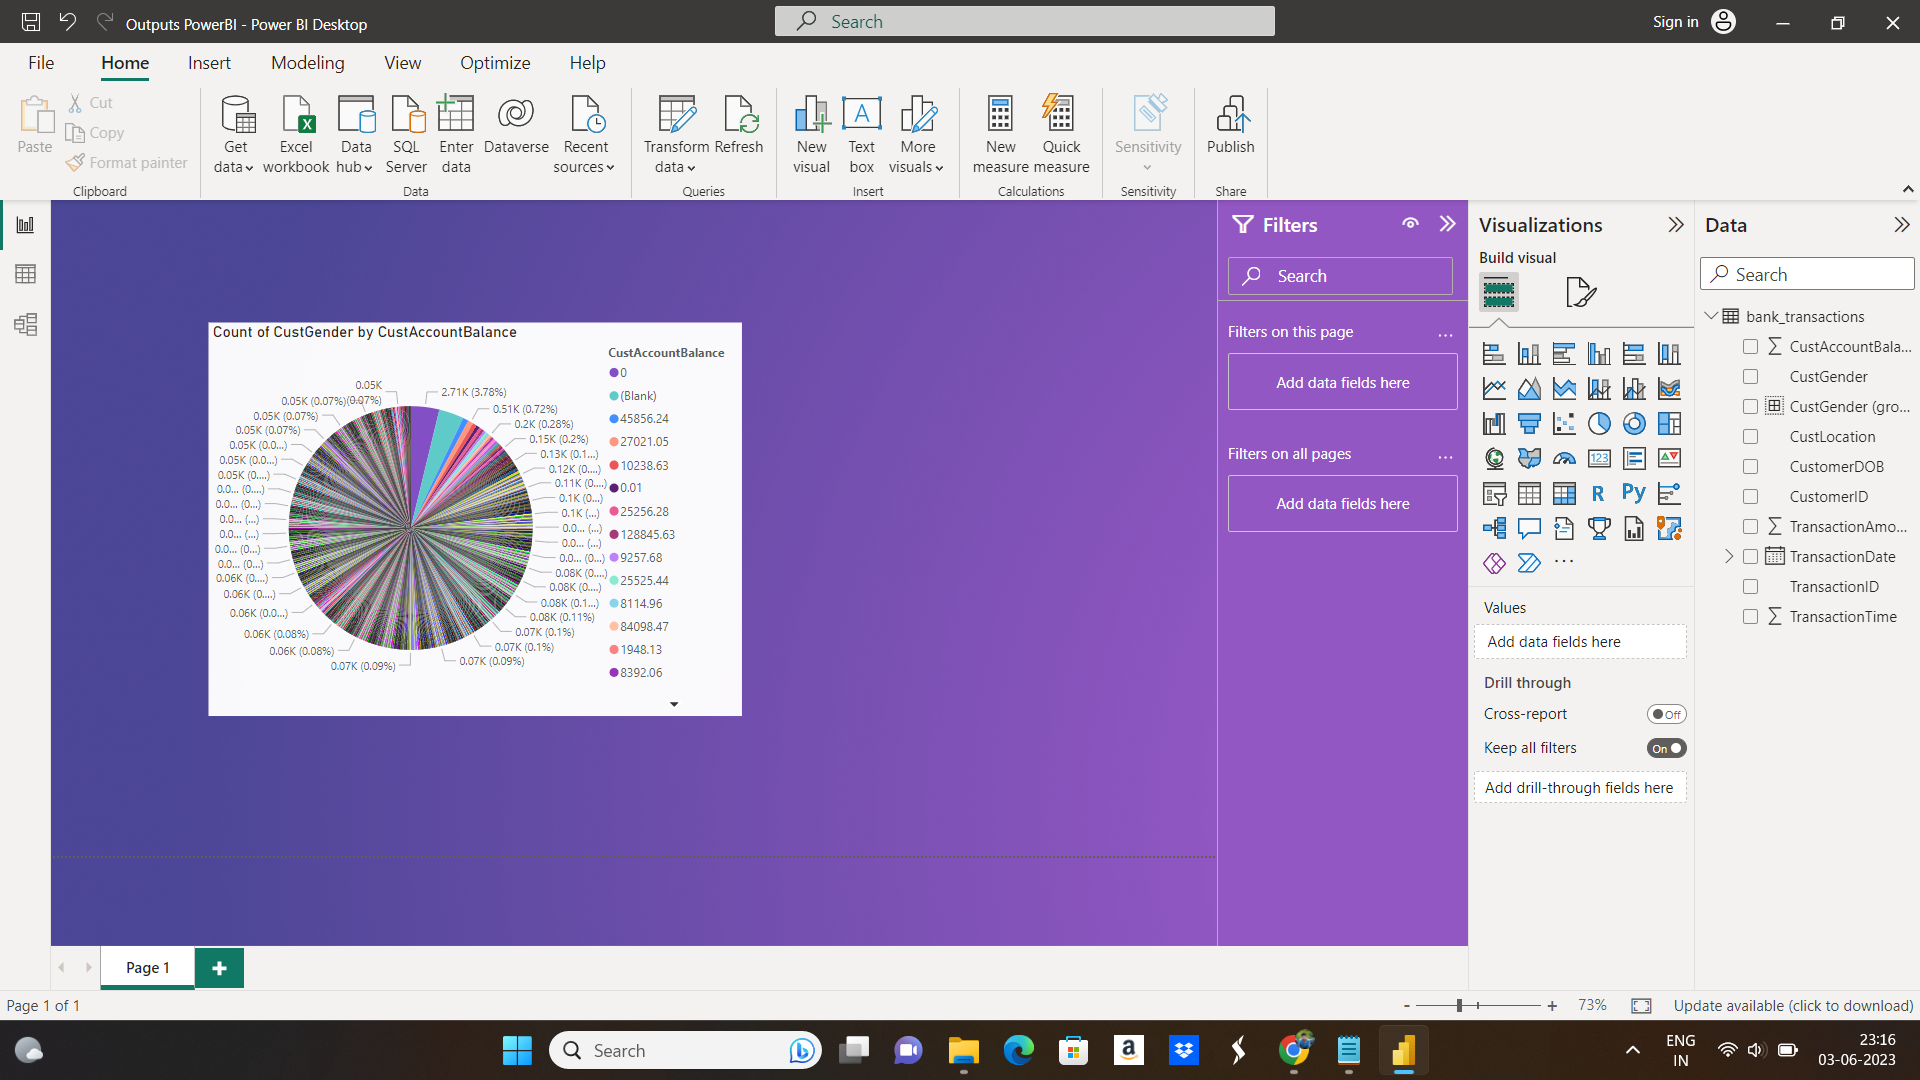 Outputs PowerBI - Power BI Desktop
Search
Sign in
File Home Insert Modeling View Optimize Help
Paste
Cut
Copy
Format painter
Clipboard
Get data
Excel workbook
Data hub
SQL Server
Enter data
Dataverse
Recent sources
Data
Transform data
Refresh
Queries
New visual
Text box
More visuals
Insert
New measure
Quick measure
Calculations
Sensitivity
Sensitivity
Publish
Share
Count of CustGender by CustAccountBalance
0.05K
0.05K (0.07%)
(0.07%)
0.05K (0.07%)
0.05K (0.07%)
0.05K (0.0...)
0.05K (0.0...)
0.05K (0...)
0.0... (0...)
0.0... (0...)
0.0... (...)
0.0... (...)
0.0... (0...)
0.0... (0...)
0.06K (0....)
0.06K (0...)
0.06K (0.0...)
0.06K (0.08%)
0.06K (0.08%)
0.07K (0.09%)
2.71K (3.78%)
0.51K (0.72%)
0.2K (0.28%)
0.15K (0.2%)
0.13K (0.1...)
0.12K (0....)
0.11K (0...)
0.1K (0...)
0.1K (...)
0.0... (...)
0.0... (...)
0.0... (0...)
0.08K (0....)
0.08K (0....)
0.08K (0.1...)
0.08K (0.11%)
0.07K (0.1%)
0.07K (0.1%)
0.07K (0.09%)
CustAccountBalance
0
(Blank)
45856.24
27021.05
10238.63
0.01
25256.28
128845.63
9257.68
25525.44
8114.96
84098.47
1948.13
8392.06
Filters
Search
Filters on this page
...
Add data fields here
Filters on all pages
...
Add data fields here
Visualizations
Build visual
123
R
Py
...
Values
Add data fields here
Drill through
Cross-report
Off
Keep all filters
On
Add drill-through fields here
Data
Search
bank_transactions
CustAccountBala...
CustGender
CustGender (gro...
CustLocation
CustomerDOB
CustomerID
TransactionAmo...
TransactionDate
TransactionID
TransactionTime
Page 1
Page 1 of 1
- + 73%
Update available (click to download)
Search
ENG
IN
23:16
03-06-2023